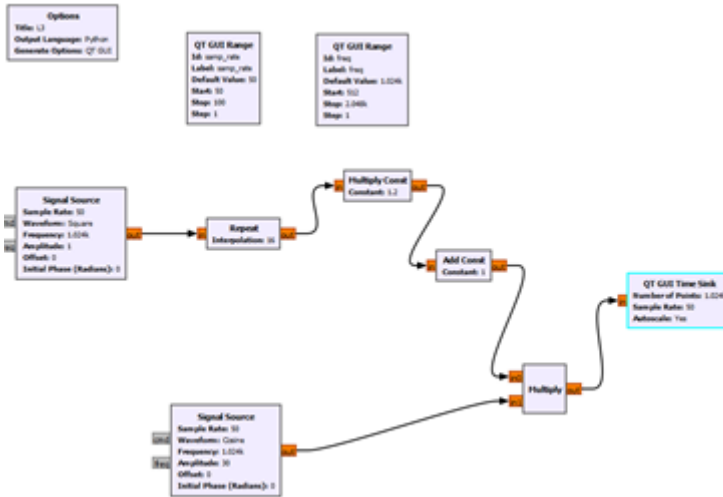 Options
Title: L3
Output Language: Python
Generate Options: QT GUI
QT GUI Range
Id: samp_rate
Label: samp_rate
Default Value: 50
Start: 50
Stop: 100
Step: 1
QT GUI Range
Id: freq
Label: freq
Default Value: 1.024k
Start: 512
Stop: 2.048k
Step: 1
Signal Source
Sample Rate: 50
Waveform: Square
Frequency: 1.024k
Amplitude: 1
Offset: 0
Initial Phase (Radians): 0
out
in
Repeat
Interpolation: 16
out
in
Multiply Const
Constant: 1.2
out
in
Add Const
Constant: 1
out
in
QT GUI Time Sink
Number of Points: 1.024k
Sample Rate: 50
Autoscale: Yes
in0
in1
Multiply
out
cmd
freq
Signal Source
Sample Rate: 50
Waveform: Cosine
Frequency: 1.024k
Amplitude: 30
Offset: 0
Initial Phase (Radians): 0
out